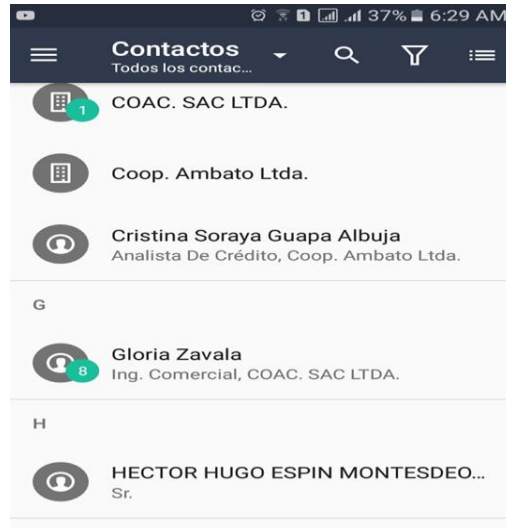 1 37% 6:29 AM
Contactos
Todos los contac...
COAC. SAC LTDA.
1
Coop. Ambato Ltda.
Cristina Soraya Guapa Albuja
Analista De Crédito, Coop. Ambato Ltda.
G
Gloria Zavala
8
Ing. Comercial, COAC. SAC LTDA.
H
HECTOR HUGO ESPIN MONTESDEO...
Sr.